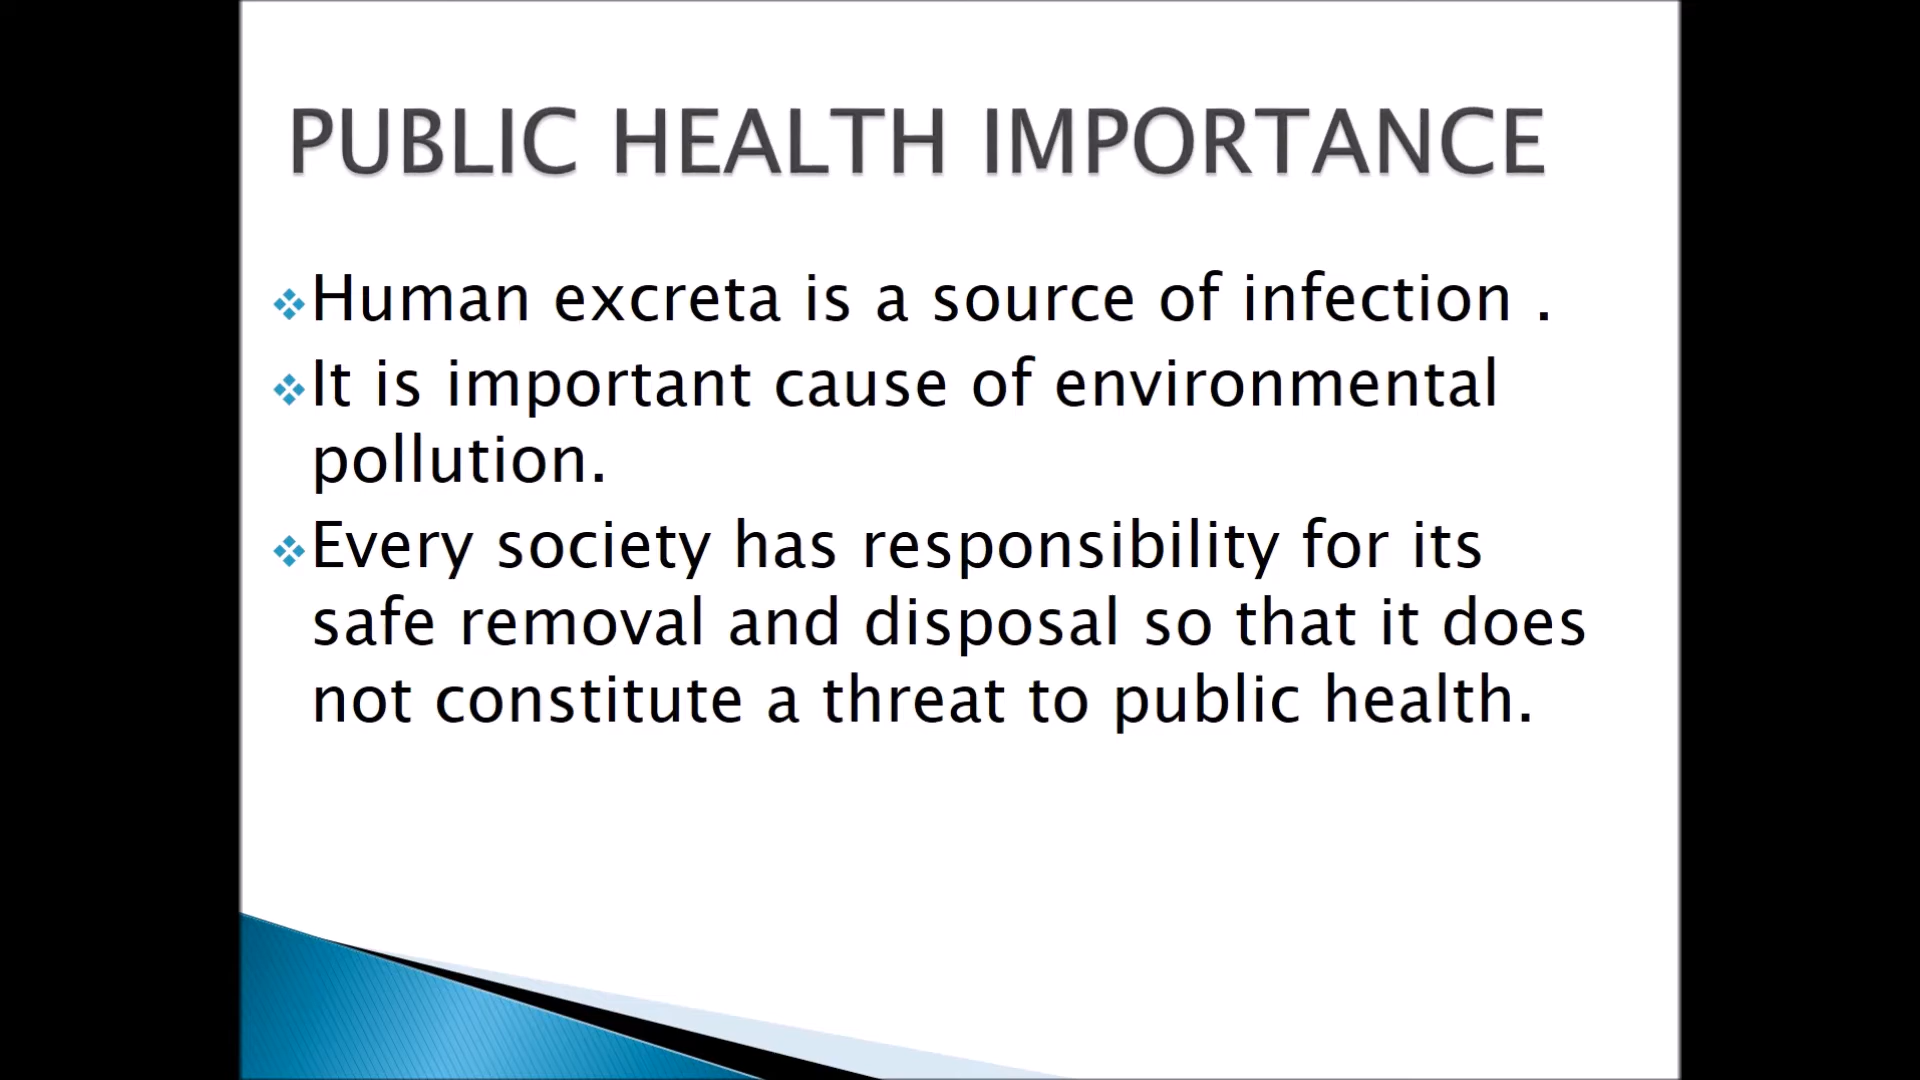 PUBLIC HEALTH IMPORTANCE
Human excreta is a source of infection .
It is important cause of environmental
pollution.
Every society has responsibility for its
safe removal and disposal so that it does
not constitute a threat to public health.